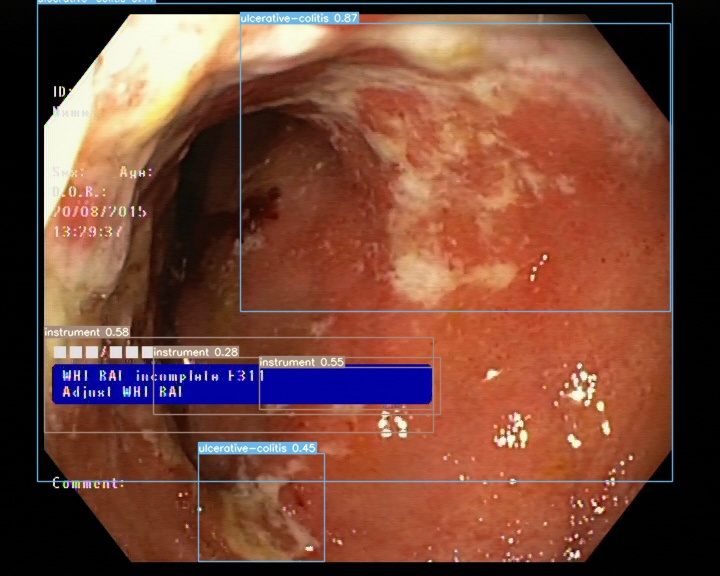 ulcerative-colitis 0.87
ID:
Name:
Sex: Age:
D.O.B.:
20/08/2015
13:29:37
instrument 0.58
instrument 0.28
instrument 0.55
WHI BAL incomplete E311
Adjust WHI BAL
ulcerative-colitis 0.45
Comment: